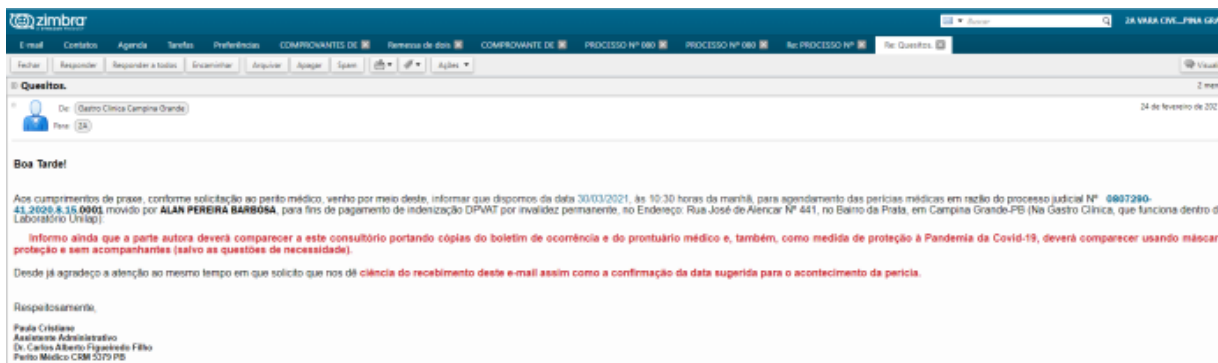 zimbra
Buscar
2A VARA CIVE...PINA GRA
E-mail Contatos Agenda Tarefas Preferências COMPROVANTES DE Remessa de dois COMPROVANTE DE PROCESSO Nº 080 PROCESSO Nº 080 Re: PROCESSO Nº Re: Quesitos.
Fechar Responder Responder a todos Encaminhar Arquivar Apagar Spam Ações Visuali
Quesitos. 2 men
De: Gastro Clínica Campina Grande 24 de fevereiro de 202
Para: 2A
Boa Tarde!
Aos cumprimentos de praxe, conforme solicitação ao perito médico, venho por meio deste, informar que dispomos da data 30/03/2021, às 10:30 horas da manhã, para agendamento das perícias médicas em razão do processo judicial Nº 0807290-
41.2020.8.15.0001 movido por ALAN PEREIRA BARBOSA, para fins de pagamento de indenização DPVAT por invalidez permanente, no Endereço: Rua José de Alencar Nº 441, no Bairro da Prata, em Campina Grande-PB (Na Gastro Clínica, que funciona dentro d
Laboratório Unilap)
Informo ainda que a parte autora deverá comparecer a este consultório portando cópias do boletim de ocorrência e do prontuário médico e, também, como medida de proteção à Pandemia da Covid-19, deverá comparecer usando máscar
proteção e sem acompanhantes (salvo as questões de necessidade).
Desde já agradeço a atenção ao mesmo tempo em que solicito que nos dê ciência do recebimento deste e-mail assim como a confirmação da data sugerida para o acontecimento da perícia.
Respeitosamente,
Paula Cristiane
Assistente Administrativo
Dr. Carlos Alberto Figueiredo Filho
Perito Médico CRM 5379 PB